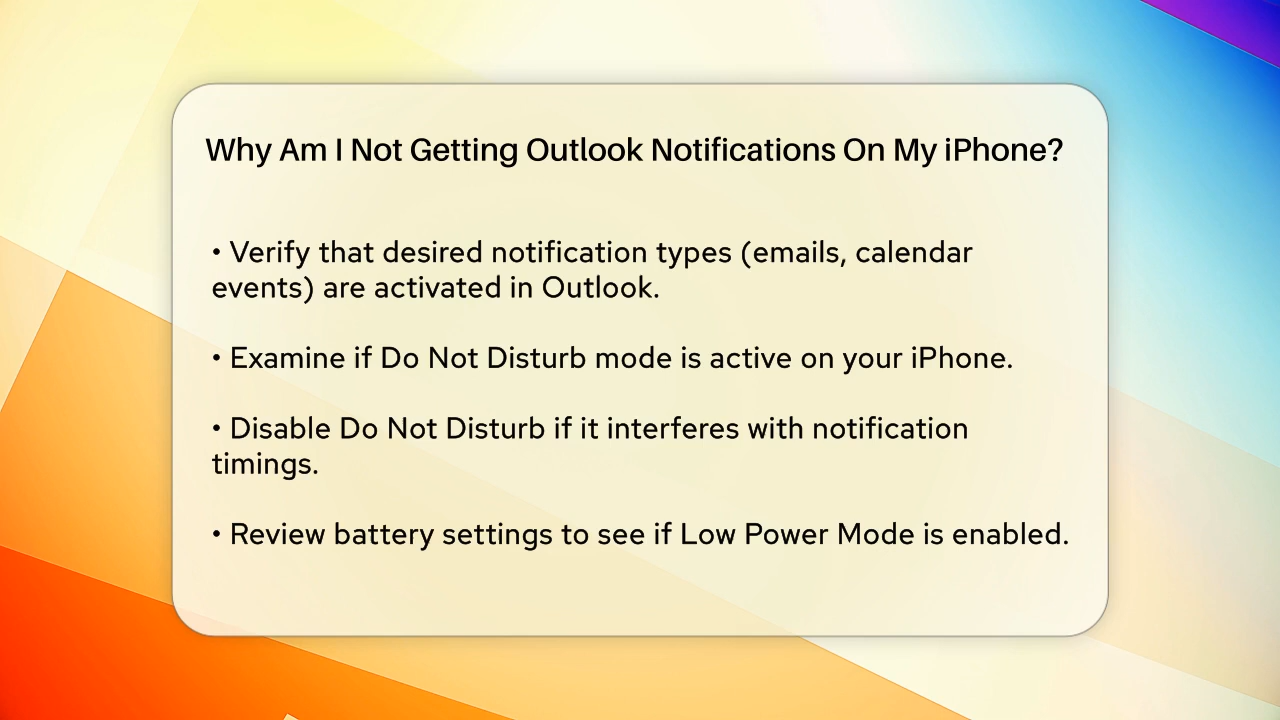 Why Am I Not Getting Outlook Notifications On My iPhone?
• Verify that desired notification types (emails, calendar
events) are activated in Outlook.
• Examine if Do Not Disturb mode is active on your iPhone.
• Disable Do Not Disturb if it interferes with notification
timings.
• Review battery settings to see if Low Power Mode is enabled.